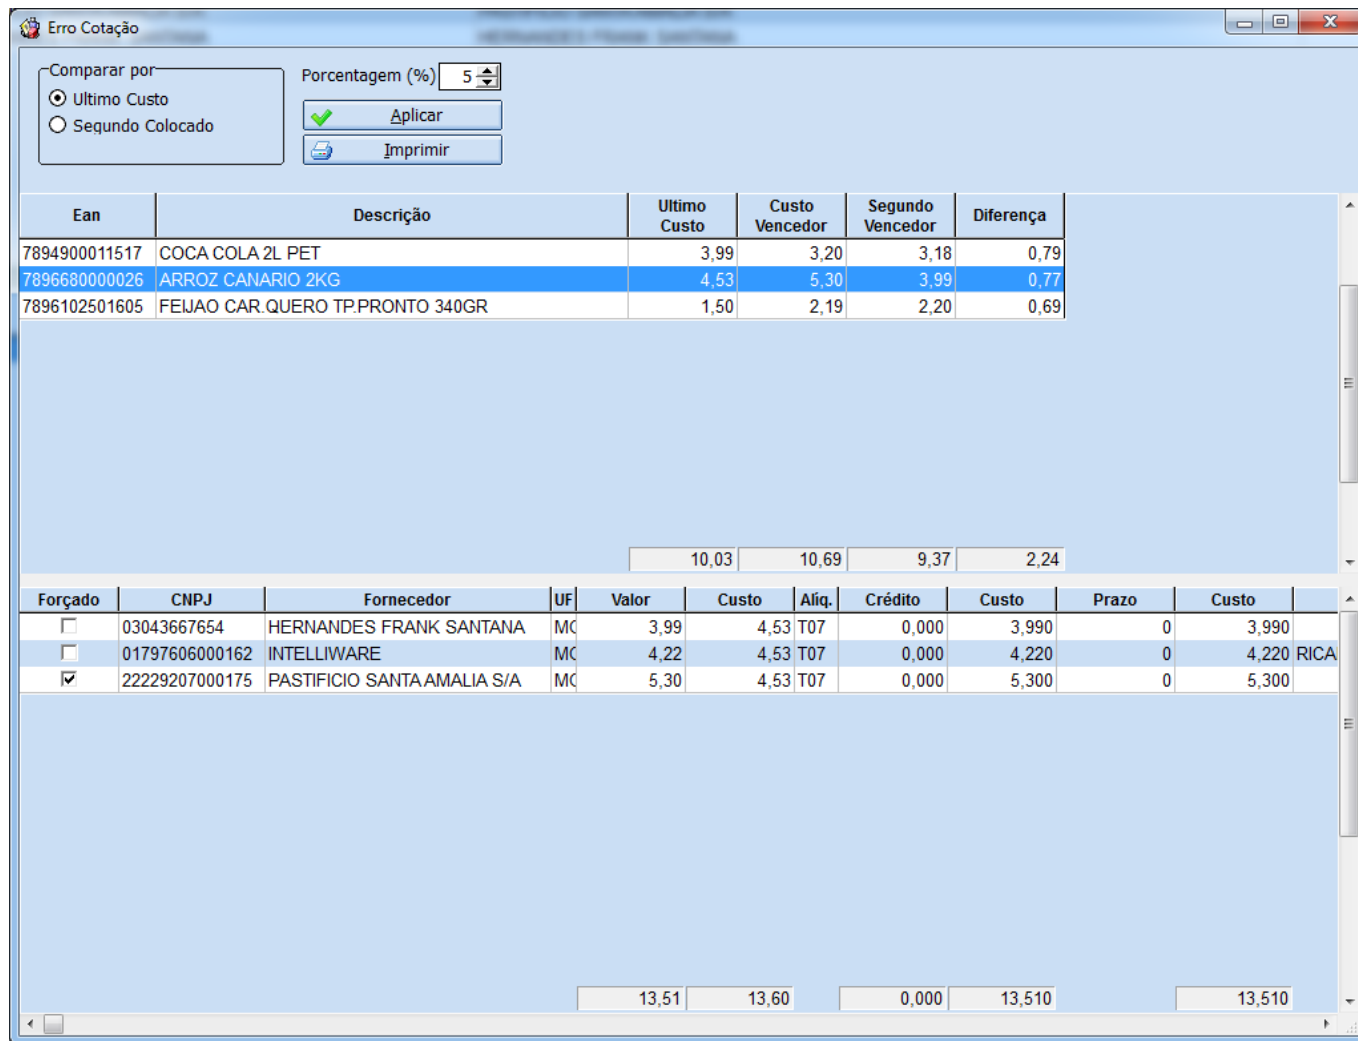 Erro Cotação
Comparar por
Ultimo Custo
Segundo Colocado
Porcentagem (%) 5
Aplicar
Imprimir
Ean Descrição Ultimo Custo Custo Vencedor Segundo Vencedor Diferença
7894900011517 COCA COLA 2L PET 3,99 3,20 3,18 0,79
7896680000026 ARROZ CANARIO 2KG 4,53 5,30 3,99 0,77
7896102501605 FEIJAO CAR.QUERO TP.PRONTO 340GR 1,50 2,19 2,20 0,69
10,03 10,69 9,37 2,24
Forçado CNPJ Fornecedor UF Valor Custo Aliq. Crédito Custo Prazo Custo
03043667654 HERNANDES FRANK SANTANA 3,99 4,53 T07 0,000 3,990 0 3,990
01797606000162 INTELLIWARE 4,22 4,53 T07 0,000 4,220 0 4,220 RICA
22229207000175 PASTIFICIO SANTA AMALIA S/A 5,30 4,53 T07 0,000 5,300 0 5,300
13,51 13,60 0,000 13,510 13,510